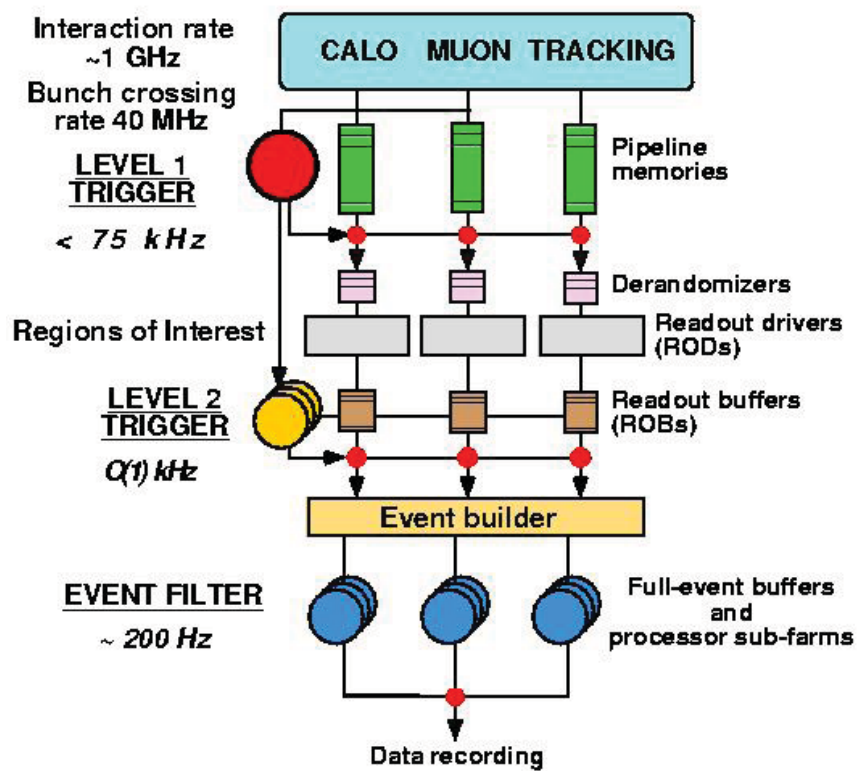 Interaction rate
~1 GHz
CALO MUON TRACKING
Bunch crossing
rate 40 MHz
LEVEL 1
TRIGGER
< 75 kHz
Pipeline
memories
Derandomizers
Regions of Interest
Readout drivers
(RODs)
LEVEL 2
TRIGGER
O(1) kHz
Readout buffers
(ROBs)
Event builder
EVENT FILTER
~ 200 Hz
Full-event buffers
and
processor sub-farms
Data recording